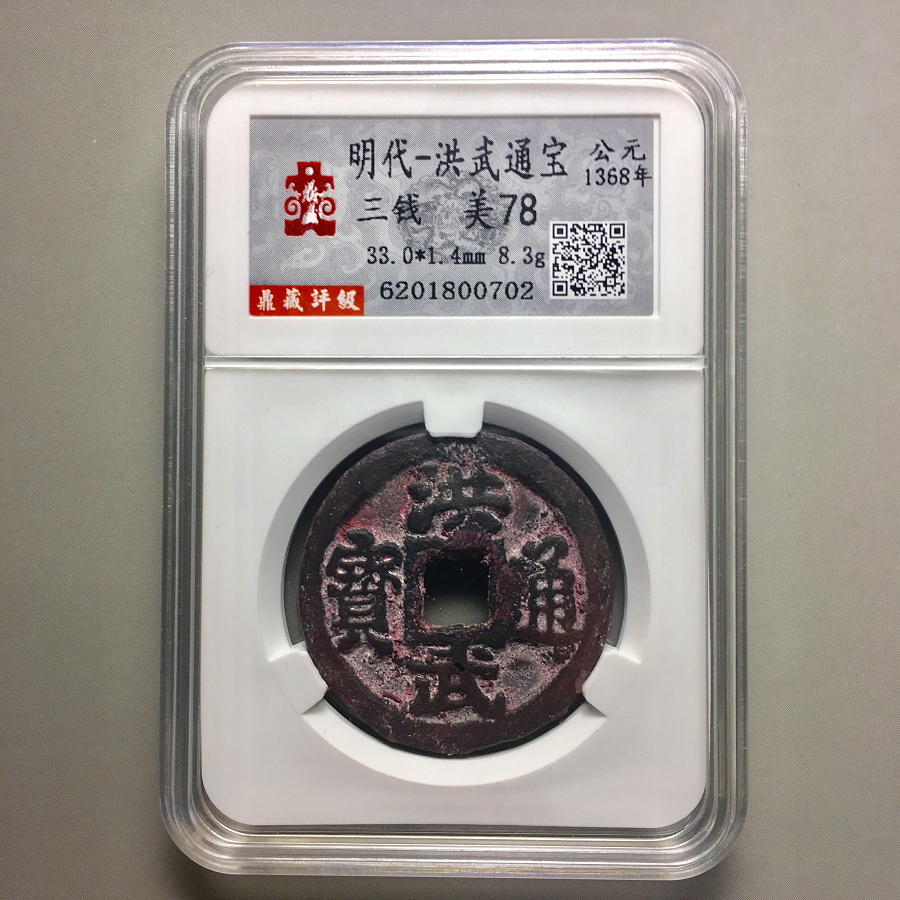 明代-洪武通宝 公元
1368年
三钱 美78
33.0*1.4mm 8.3g
鼎藏評級 6201800702
洪
寶 通
武